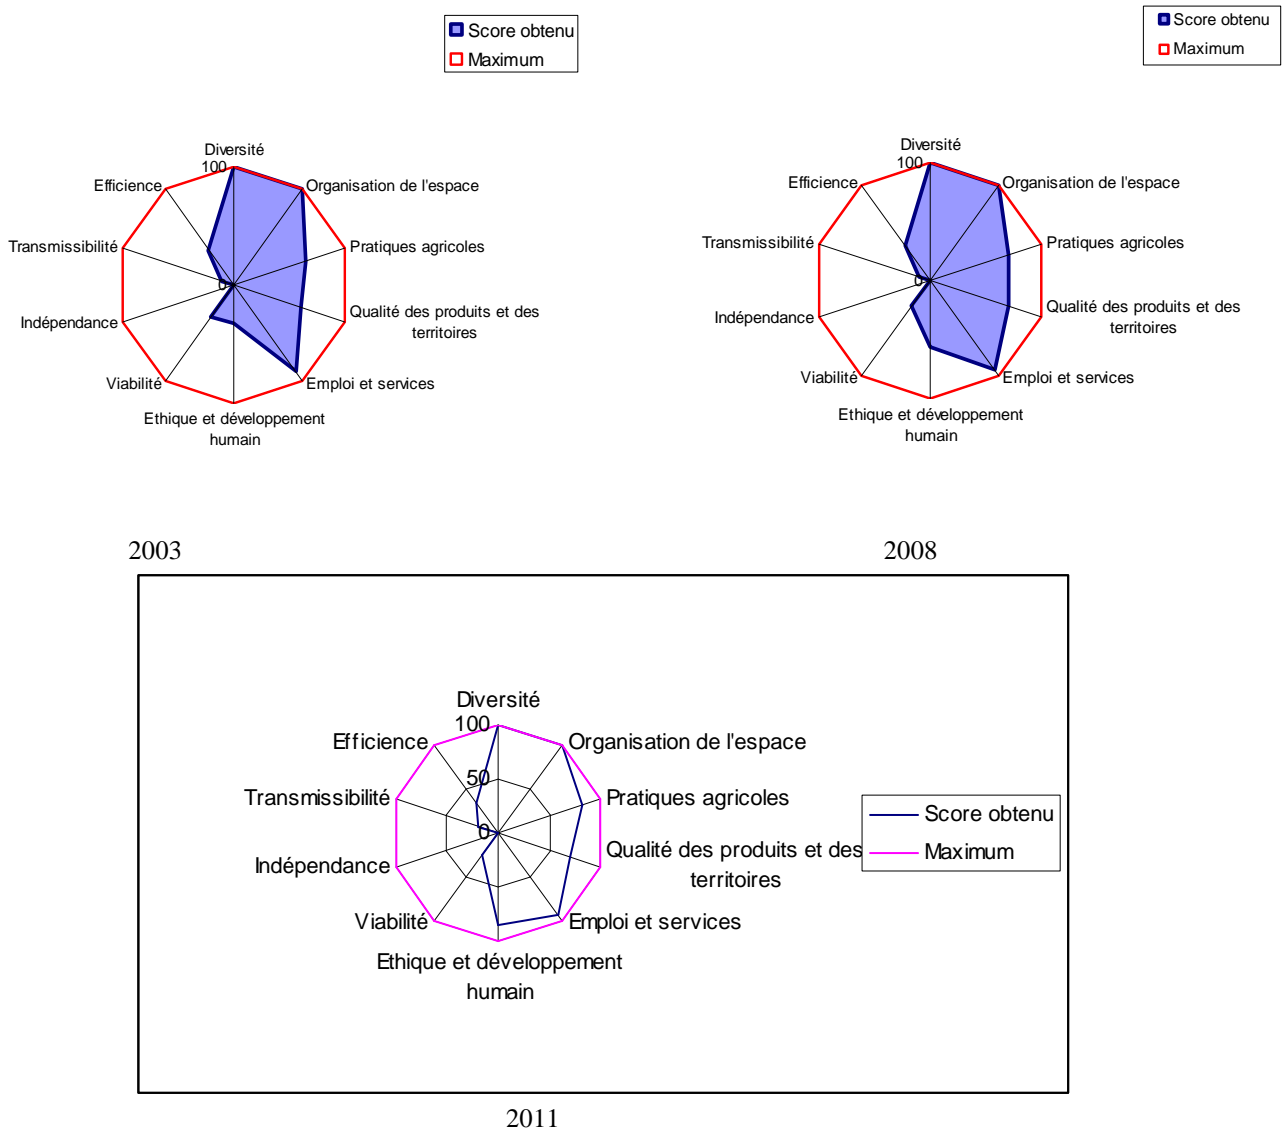 Score obtenu
Maximum
Diversité
100
Efficience
Organisation de l'espace
Transmissibilité
Pratiques agricoles
0
Indépendance
Qualité des produits et des
territoires
Viabilité
Emploi et services
Ethique et développement
humain
2003
Score obtenu
Maximum
Diversité
100
Efficience
Organisation de l'espace
Transmissibilité
Pratiques agricoles
0
Indépendance
Qualité des produits et des
territoires
Viabilité
Emploi et services
Ethique et développement
humain
2008
Diversité
100
Efficience
Organisation de l'espace
50
Transmissibilité
Pratiques agricoles
0
Indépendance
Qualité des produits et des
territoires
Viabilité
Emploi et services
Ethique et développement
humain
Score obtenu
Maximum
2011